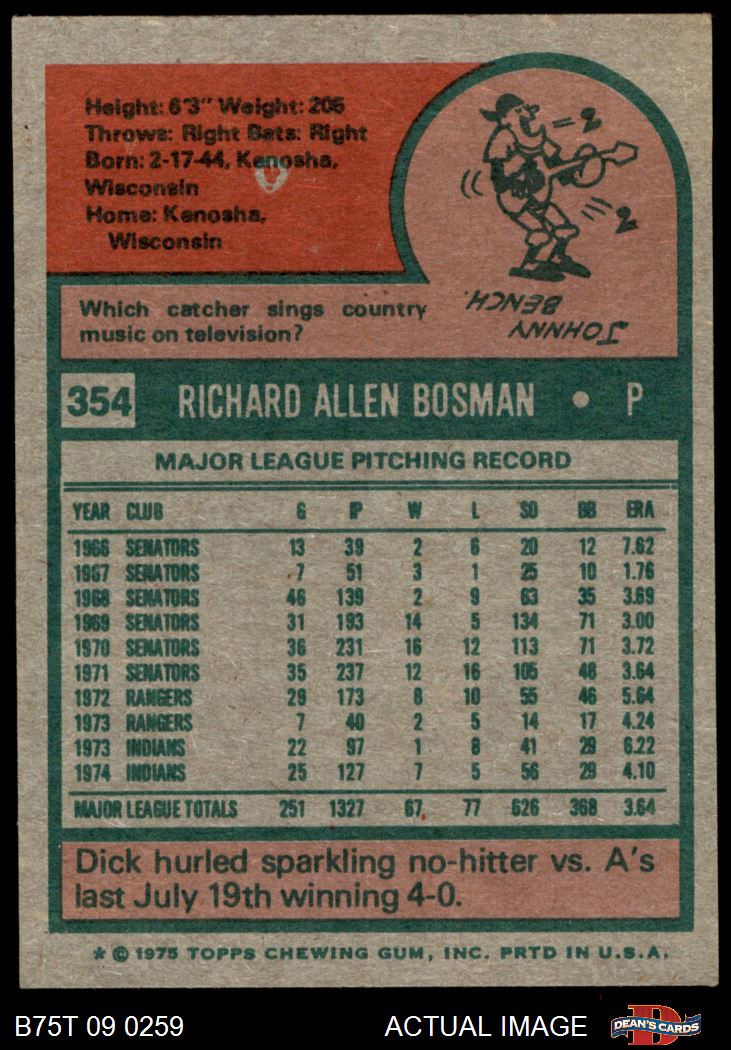 Height: 6'3" Weight: 205
Throws: Right Bats: Right
Born: 2-17-44, Kenosha,
Wisconsin
Home: Kenosha,
Wisconsin
Which catcher sings country
music on television?
JOHNNY
BENCH.
354 RICHARD ALLEN BOSMAN • P
MAJOR LEAGUE PITCHING RECORD
YEAR CLUB G IP W L SO BB ERA
1966 SENATORS 13 39 2 6 20 12 7.62
1967 SENATORS 7 51 3 1 25 10 1.76
1968 SENATORS 46 139 2 9 63 35 3.69
1969 SENATORS 31 193 14 5 134 71 3.00
1970 SENATORS 36 231 16 12 113 71 3.72
1971 SENATORS 35 237 12 16 105 48 3.64
1972 RANGERS 29 173 8 10 55 46 5.64
1973 RANGERS 7 40 2 5 14 17 4.24
1973 INDIANS 22 97 1 8 41 29 6.22
1974 INDIANS 25 127 7 5 56 29 4.10
MAJOR LEAGUE TOTALS 251 1327 67 77 626 368 3.64
Dick hurled sparkling no-hitter vs. A's
last July 19th winning 4-0.
* © 1975 TOPPS CHEWING GUM, INC. PRTD IN U.S.A.
B75T 09 0259 ACTUAL IMAGE D DEAN'S CARDS